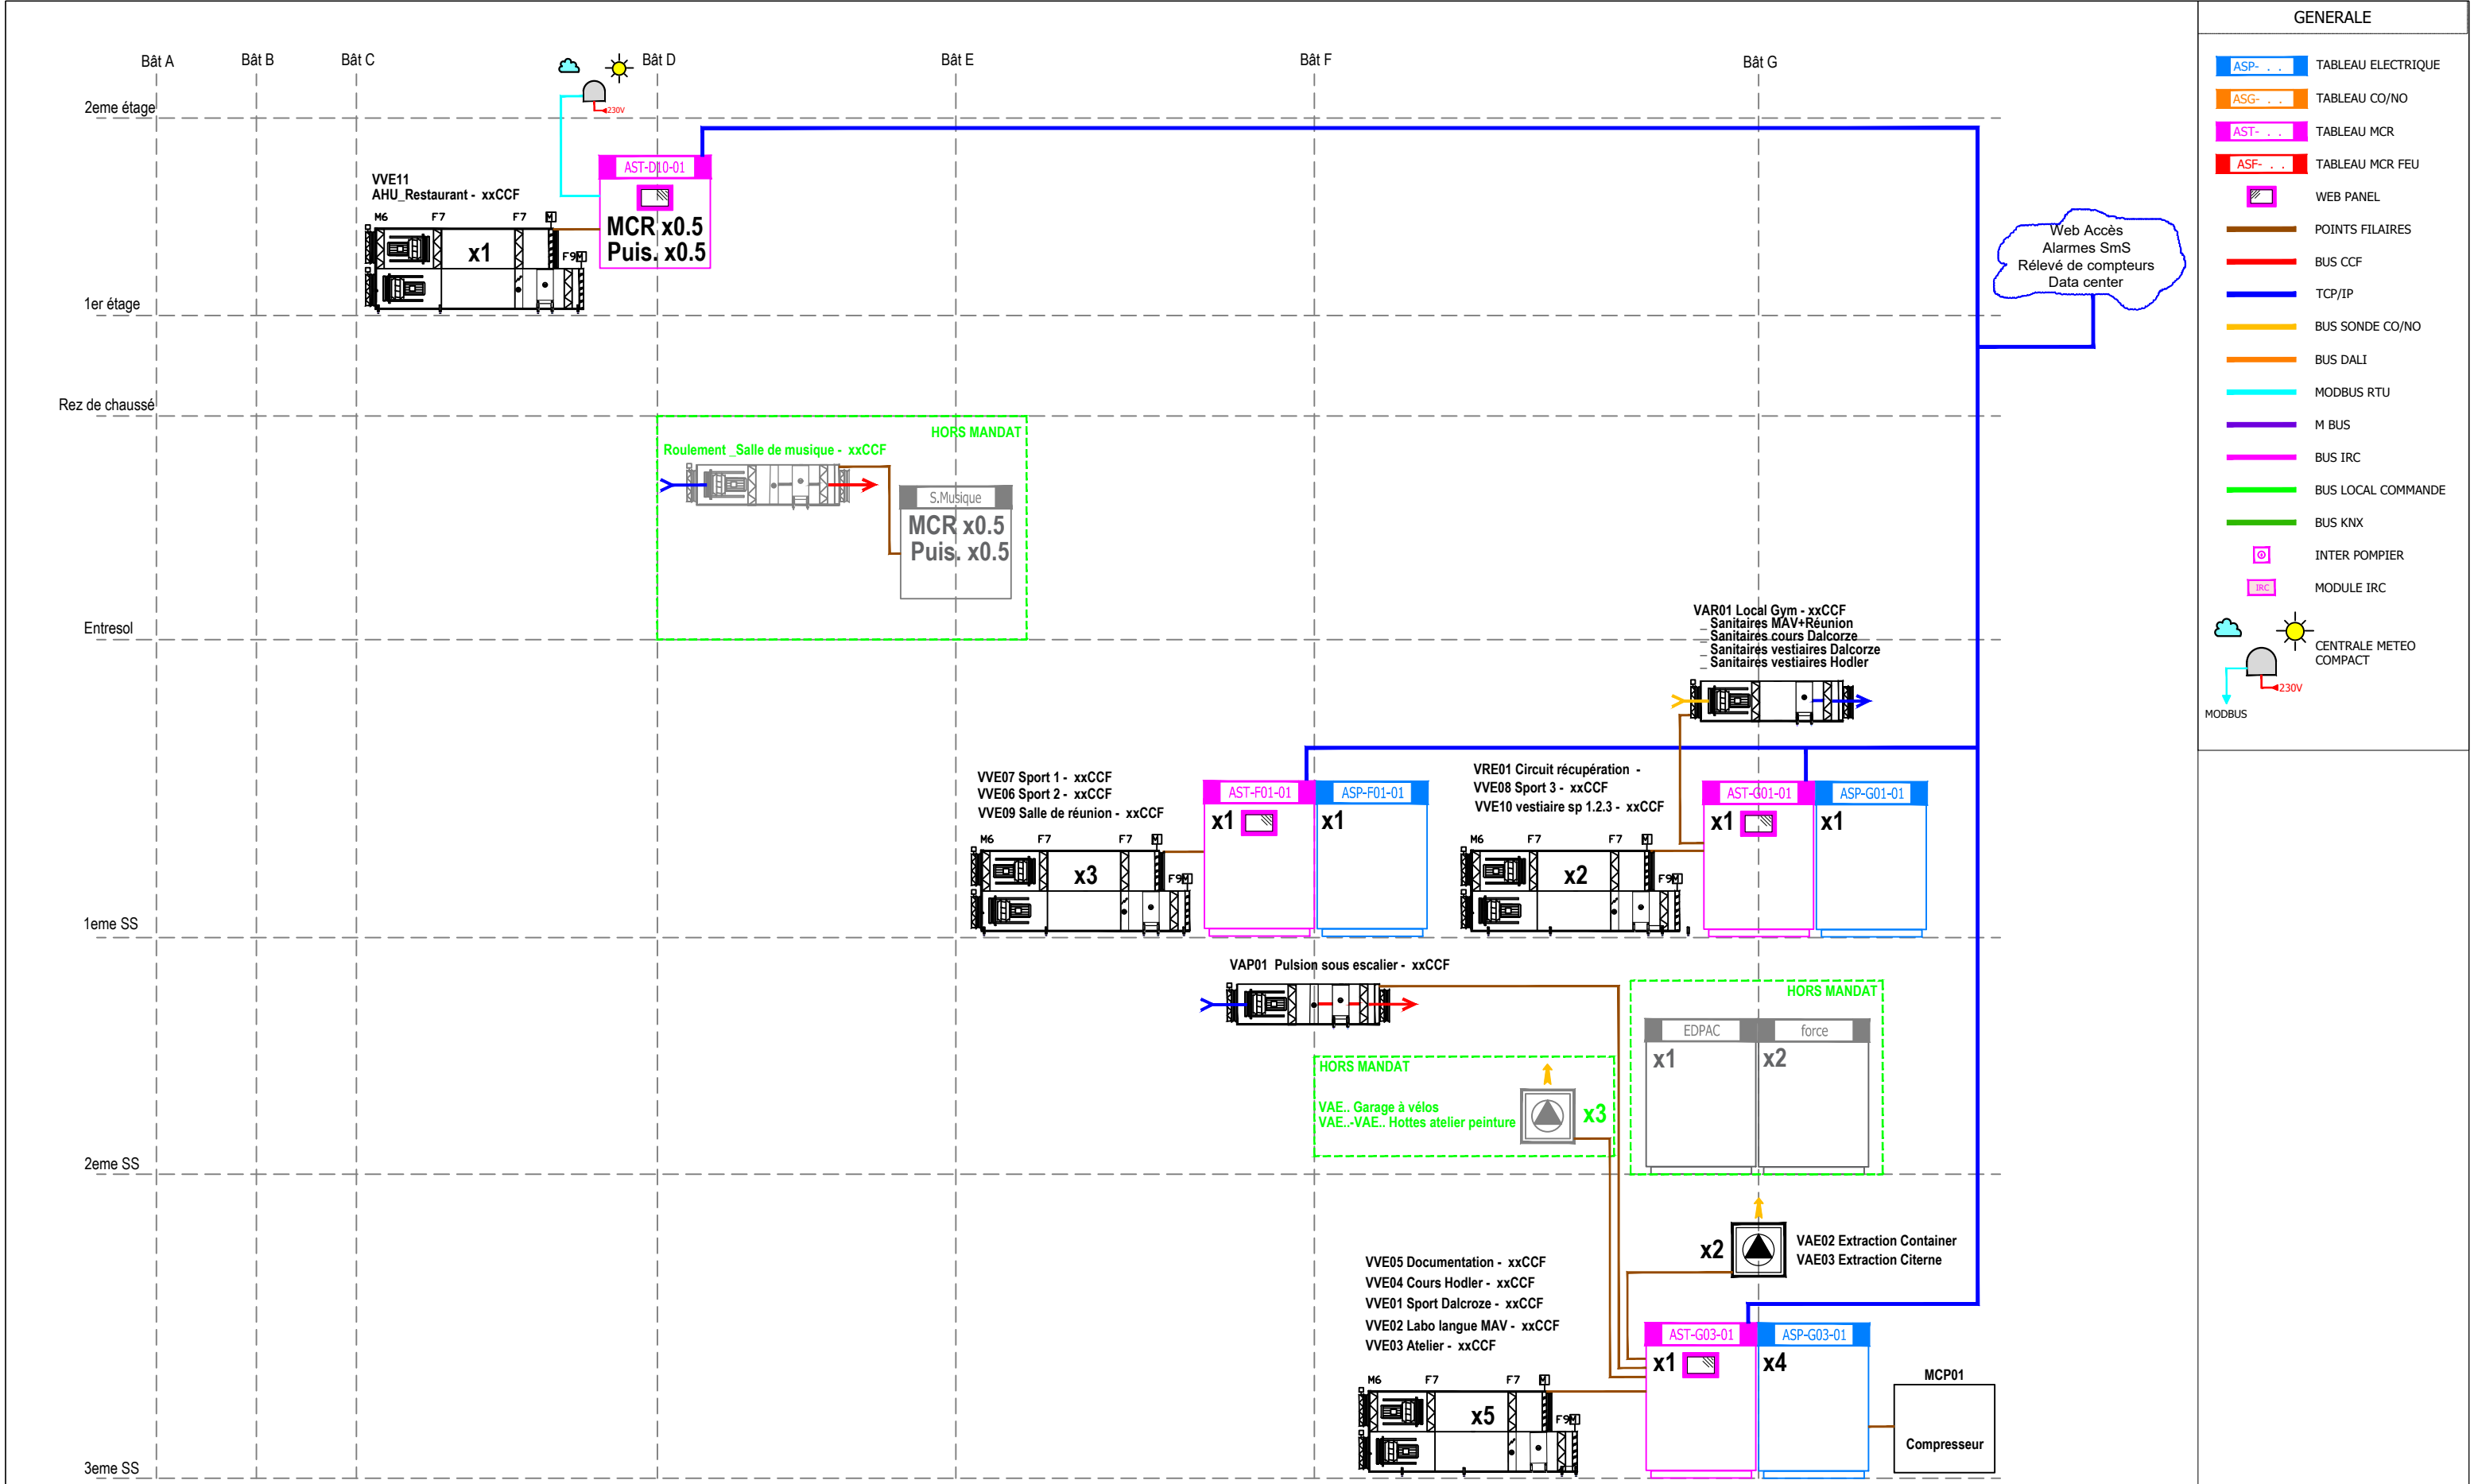 Bât A
Bât B
Bât C
Bât D
Bât E
Bât F
Bât G
2eme étage
230V
AST-D10-01
MCR x0.5
Puis. x0.5
VVE11
AHU_Restaurant - xxCCF
M6
F7
F7
M
x1
F9
M
Web Accès
Alarmes SmS
Rélevé de compteurs
Data center
1er étage
Rez de chaussé
HORS MANDAT
Roulement _Salle de musique - xxCCF
S.Musique
MCR x0.5
Puis. x0.5
Entresol
VAR01 Local Gym - xxCCF
_ Sanitaires MAV+Réunion
_ Sanitaires cours Dalcorze
_ Sanitaires vestiaires Dalcorze
_ Sanitaires vestiaires Hodler
VVE07 Sport 1 - xxCCF
VVE06 Sport 2 - xxCCF
VVE09 Salle de réunion - xxCCF
M6
F7
F7
M
x3
F9
M
AST-F01-01
x1
ASP-F01-01
x1
VRE01 Circuit récupération -
VVE08 Sport 3 - xxCCF
VVE10 vestiaire sp 1.2.3 - xxCCF
M6
F7
F7
M
x2
F9
M
AST-G01-01
x1
ASP-G01-01
x1
1eme SS
VAP01 Pulsion sous escalier - xxCCF
HORS MANDAT
VAE.. Garage à vélos
VAE..-VAE.. Hottes atelier peinture
x3
HORS MANDAT
EDPAC
x1
force
x2
2eme SS
x2
VAE02 Extraction Container
VAE03 Extraction Citerne
VVE05 Documentation - xxCCF
VVE04 Cours Hodler - xxCCF
VVE01 Sport Dalcroze - xxCCF
VVE02 Labo langue MAV - xxCCF
VVE03 Atelier - xxCCF
M6
F7
F7
M
x5
F9
M
AST-G03-01
x1
ASP-G03-01
x4
MCP01
Compresseur
3eme SS
GENERALE
ASP- . . TABLEAU ELECTRIQUE
ASG- . . TABLEAU CO/NO
AST- . . TABLEAU MCR
ASF- . . TABLEAU MCR FEU
WEB PANEL
POINTS FILAIRES
BUS CCF
TCP/IP
BUS SONDE CO/NO
BUS DALI
MODBUS RTU
M BUS
BUS IRC
BUS LOCAL COMMANDE
BUS KNX
INTER POMPIER
IRC MODULE IRC
CENTRALE METEO
COMPACT
230V
MODBUS